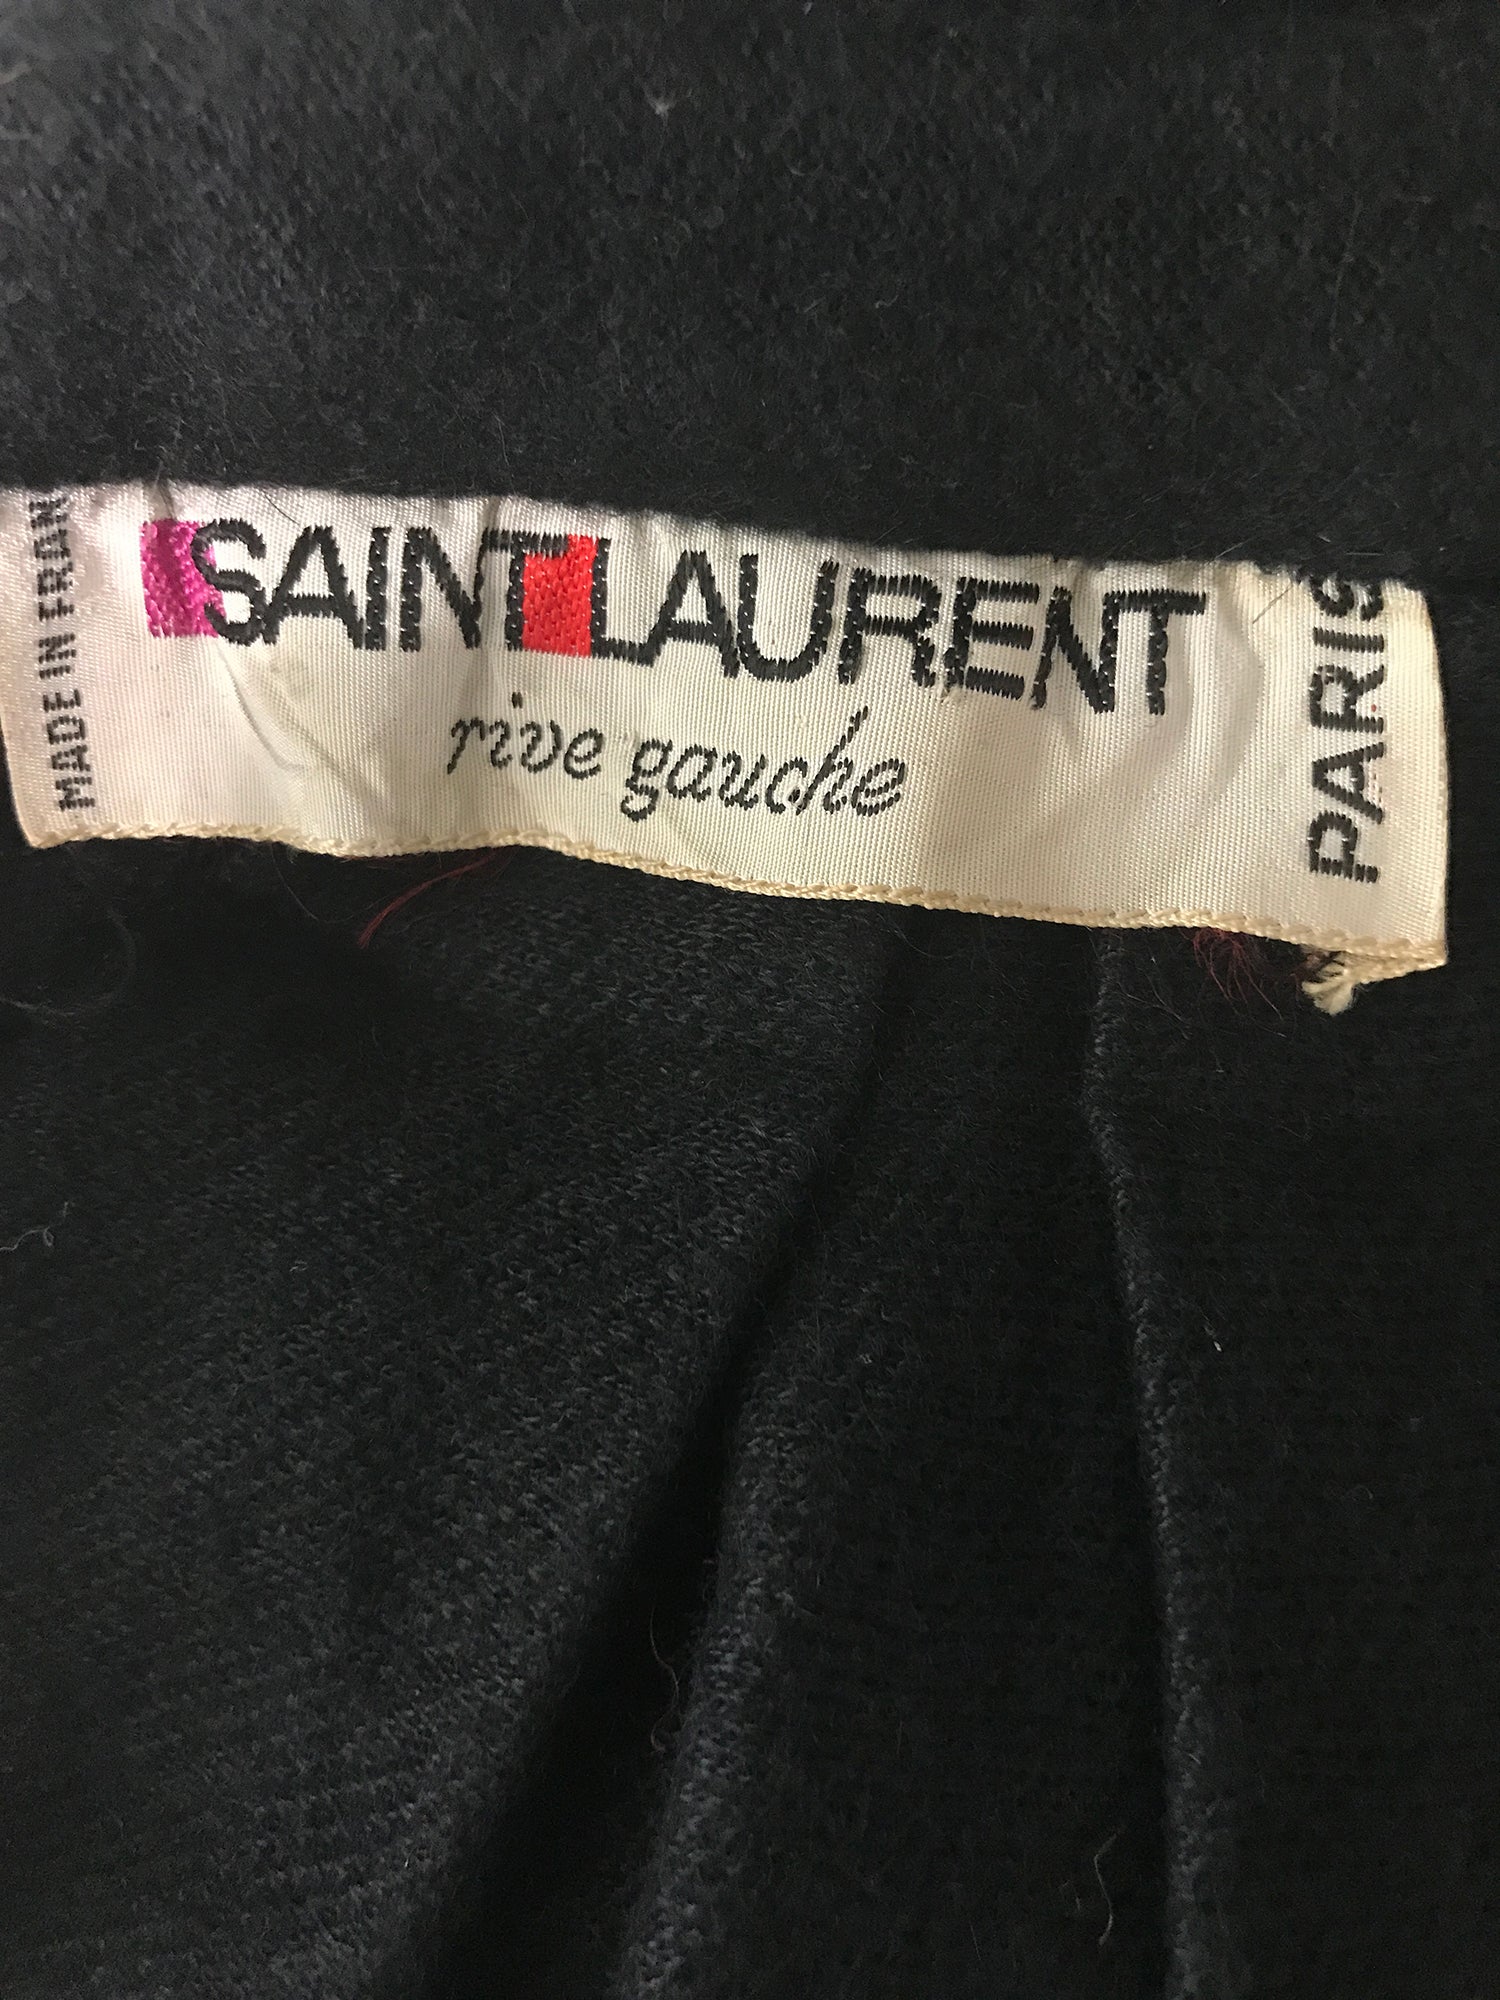 MADE IN FRAN
SAINT LAURENT
rive gauche
PARIS